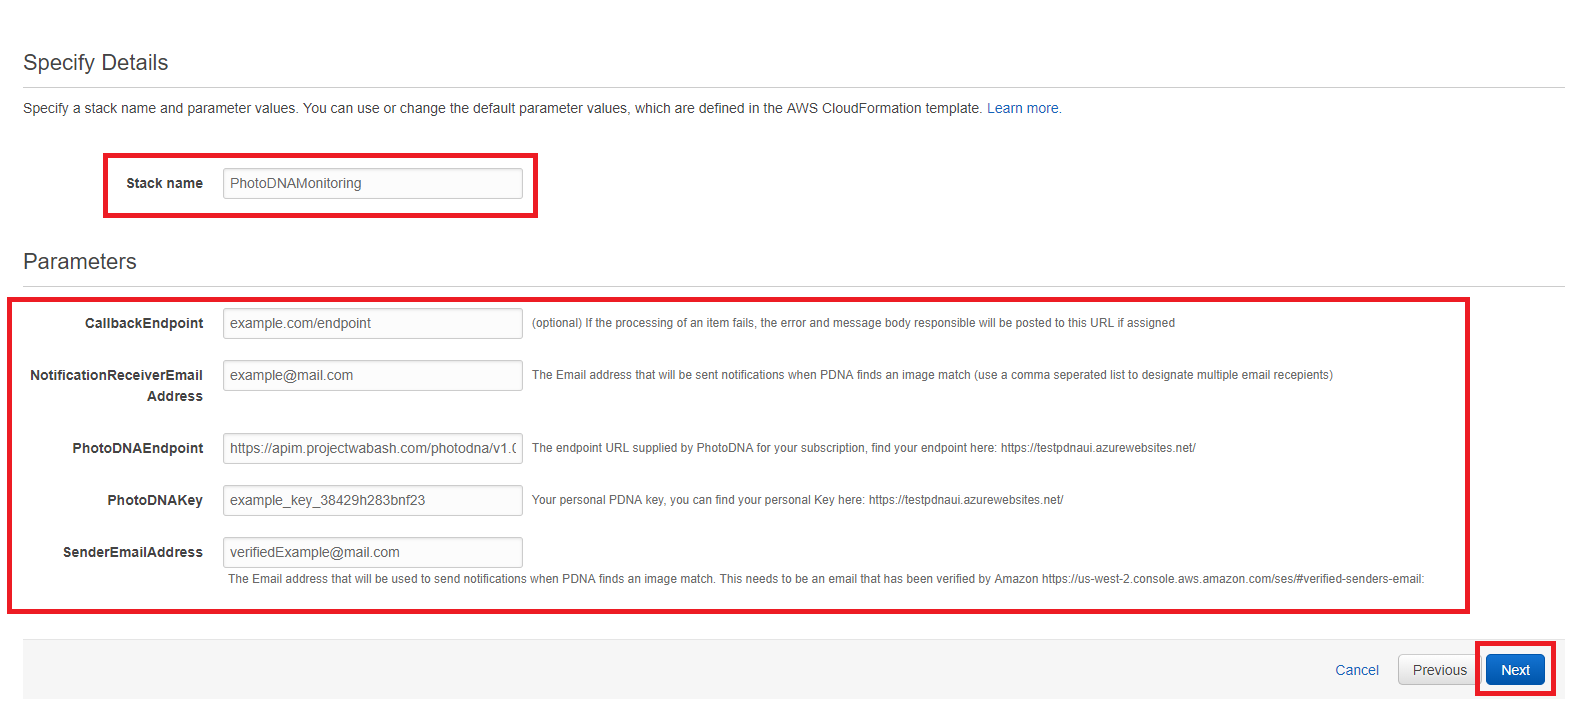 Specify Details
Specify a stack name and parameter values. You can use or change the default parameter values, which are defined in the AWS CloudFormation template. Learn more.
Stack name PhotoDNAMonitoring
Parameters
CallbackEndpoint example.com/endpoint (optional) If the processing of an item fails, the error and message body responsible will be posted to this URL if assigned
NotificationReceiverEmail example@mail.com The Email address that will be sent notifications when PDNA finds an image match (use a comma seperated list to designate multiple email recepients)
Address
PhotoDNAEndpoint https://apim.projectwabash.com/photodna/v1.0 The endpoint URL supplied by PhotoDNA for your subscription, find your endpoint here: https://testpdnaui.azurewebsites.net/
PhotoDNAKey example_key_38429h283bnf23 Your personal PDNA key, you can find your personal Key here: https://testpdnaui.azurewebsites.net/
SenderEmailAddress verifiedExample@mail.com
The Email address that will be used to send notifications when PDNA finds an image match. This needs to be an email that has been verified by Amazon https://us-west-2.console.aws.amazon.com/ses/#verified-senders-email:
Cancel Previous Next